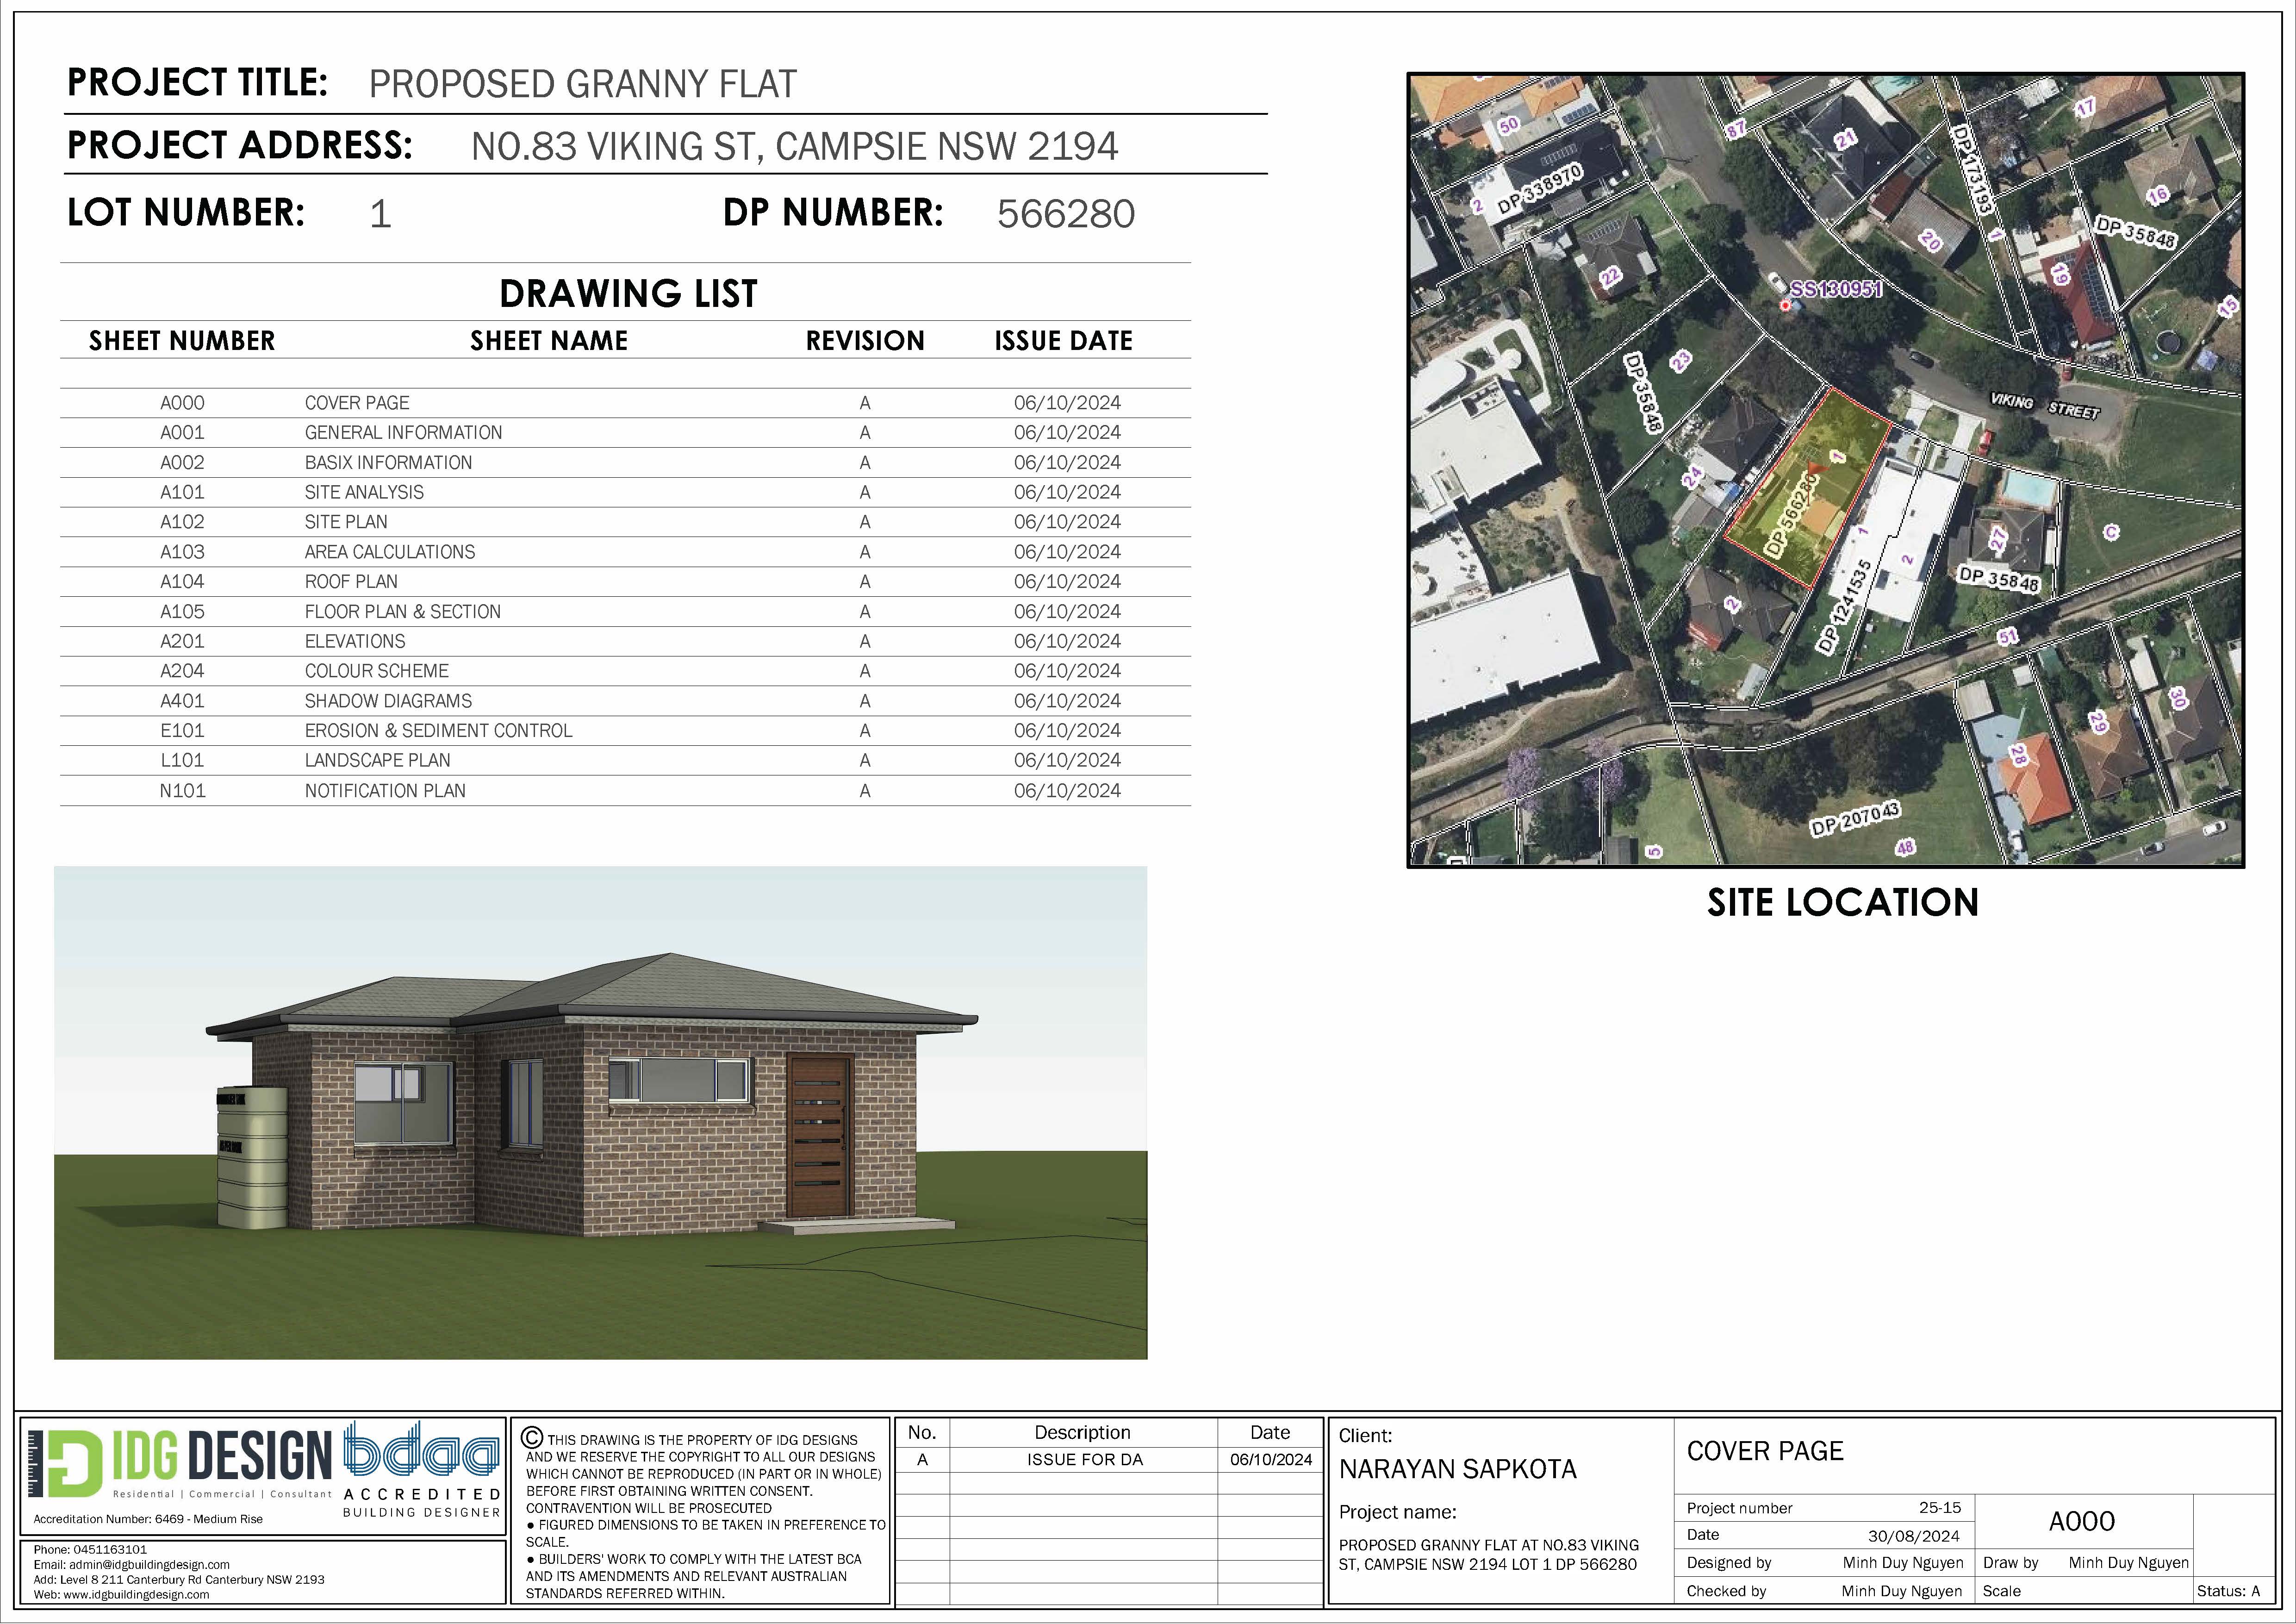 PROJECT TITLE: PROPOSED GRANNY FLAT
PROJECT ADDRESS: NO.83 VIKING ST, CAMPSIE NSW 2194
LOT NUMBER: 1 DP NUMBER: 566280
DRAWING LIST
SHEET NUMBER SHEET NAME REVISION ISSUE DATE
A000 COVER PAGE A 06/10/2024
A001 GENERAL INFORMATION A 06/10/2024
A002 BASIX INFORMATION A 06/10/2024
A101 SITE ANALYSIS A 06/10/2024
A102 SITE PLAN A 06/10/2024
A103 AREA CALCULATIONS A 06/10/2024
A104 ROOF PLAN A 06/10/2024
A105 FLOOR PLAN & SECTION A 06/10/2024
A201 ELEVATIONS A 06/10/2024
A204 COLOUR SCHEME A 06/10/2024
A401 SHADOW DIAGRAMS A 06/10/2024
E101 EROSION & SEDIMENT CONTROL A 06/10/2024
L101 LANDSCAPE PLAN A 06/10/2024
N101 NOTIFICATION PLAN A 06/10/2024
50
87
21
17
DP 338970
2
DP 173193
16
DP 35848
20
1
22
19
15
SS130951
23
DP 35848
VIKING STREET
24
1
DP 566280
1
2
27
C
DP 35848
2
DP 1241535
51
30
29
28
DP 207043
48
5
SITE LOCATION
IDG DESIGN
Residential | Commercial | Consultant
Accreditation Number: 6469 - Medium Rise
bdaa
ACCREDITED
BUILDING DESIGNER
Phone: 0451163101
Email: admin@idgbuildingdesign.com
Add: Level 8 211 Canterbury Rd Canterbury NSW 2193
Web: www.idgbuildingdesign.com
© THIS DRAWING IS THE PROPERTY OF IDG DESIGNS
AND WE RESERVE THE COPYRIGHT TO ALL OUR DESIGNS
WHICH CANNOT BE REPRODUCED (IN PART OR IN WHOLE)
BEFORE FIRST OBTAINING WRITTEN CONSENT.
CONTRAVENTION WILL BE PROSECUTED
● FIGURED DIMENSIONS TO BE TAKEN IN PREFERENCE TO
SCALE.
● BUILDERS' WORK TO COMPLY WITH THE LATEST BCA
AND ITS AMENDMENTS AND RELEVANT AUSTRALIAN
STANDARDS REFERRED WITHIN.
No. Description Date
A ISSUE FOR DA 06/10/2024
Client:
NARAYAN SAPKOTA
Project name:
PROPOSED GRANNY FLAT AT NO.83 VIKING
ST, CAMPSIE NSW 2194 LOT 1 DP 566280
COVER PAGE
Project number 25-15
Date 30/08/2024
A000
Designed by Minh Duy Nguyen Draw by Minh Duy Nguyen
Checked by Minh Duy Nguyen Scale Status: A